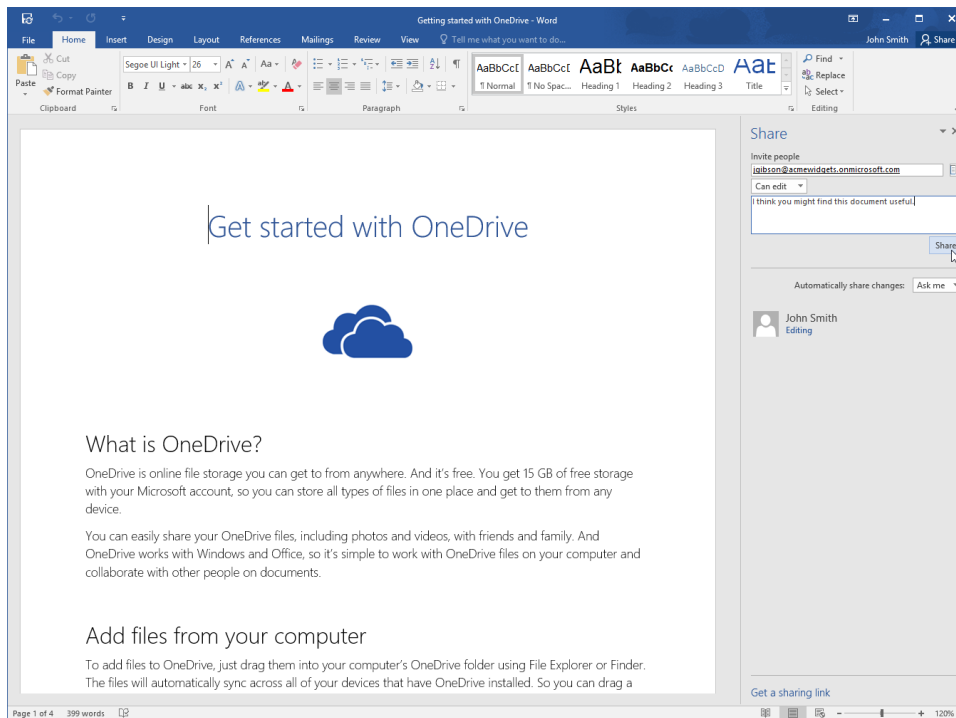 Getting started with OneDrive - Word
File Home Insert Design Layout References Mailings Review View Tell me what you want to do... John Smith Share
Paste
Cut
Copy
Format Painter
Clipboard
Segoe UI Light 26 A A Aa
B I U abc x₂ x² A A
Font
Paragraph
AaBbCcI AaBbCcI AaBb AaBbCc AaBbCcD AaB
¶ Normal ¶ No Spac... Heading 1 Heading 2 Heading 3 Title
Styles
Find
Replace
Select
Editing
Get started with OneDrive
What is OneDrive?
OneDrive is online file storage you can get to from anywhere. And it's free. You get 15 GB of free storage
with your Microsoft account, so you can store all types of files in one place and get to them from any
device.
You can easily share your OneDrive files, including photos and videos, with friends and family. And
OneDrive works with Windows and Office, so it's simple to work with OneDrive files on your computer and
collaborate with other people on documents.
Add files from your computer
To add files to OneDrive, just drag them into your computer's OneDrive folder using File Explorer or Finder.
The files will automatically sync across all of your devices that have OneDrive installed. So you can drag a
Share
Invite people
jgibson@acmewidgets.onmicrosoft.com
Can edit
I think you might find this document useful.
Share
Automatically share changes: Ask me
John Smith
Editing
Get a sharing link
Page 1 of 4 399 words
120%